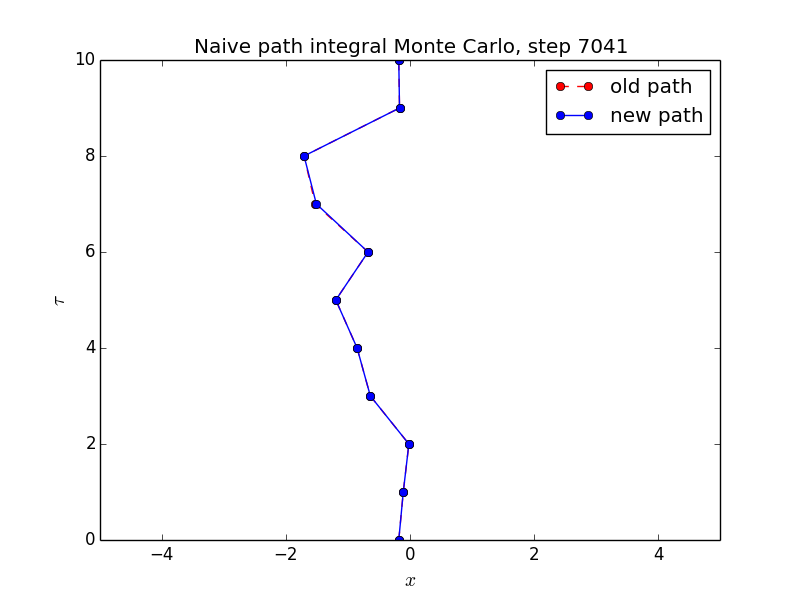 Naive path integral Monte Carlo, step 7041
old path
new path
10
8
6
4
2
0
τ
−4
−2
0
2
4
x